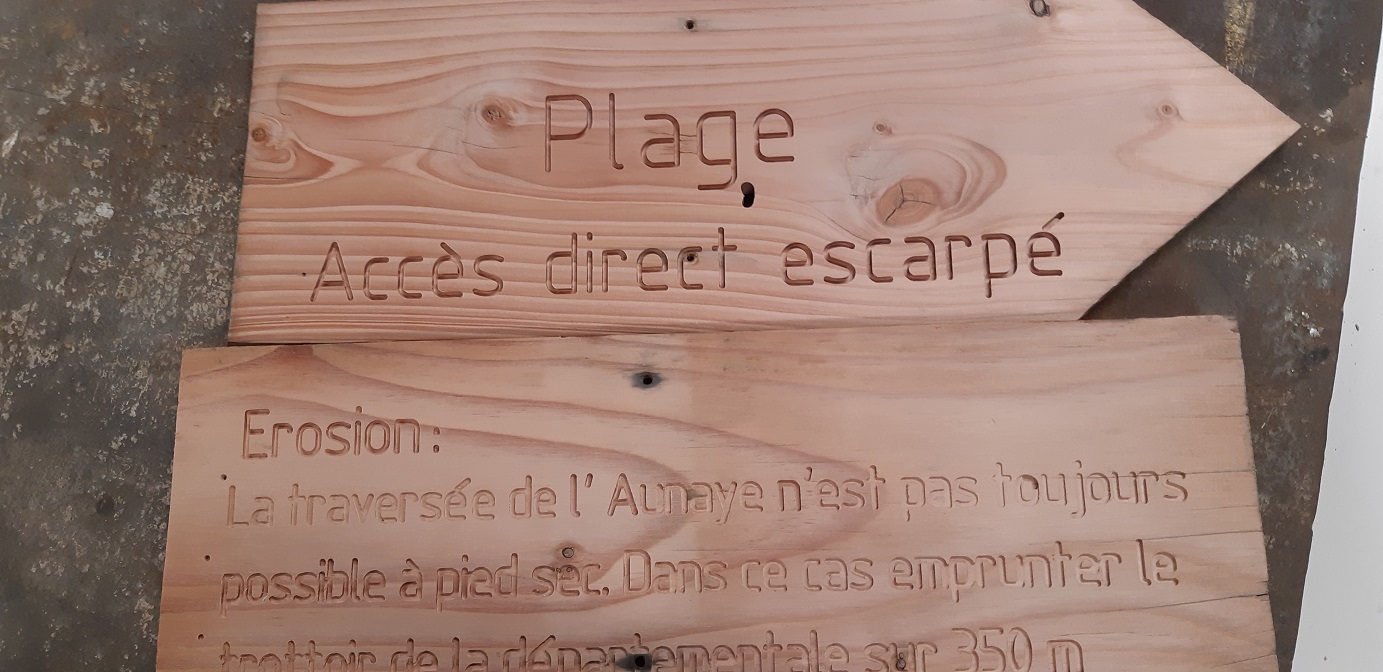 Plage
Accès direct escarpé
Erosion:
La traversée de l'Aunaye n'est pas toujours
possible à pied sec. Dans ce cas emprunter le
trottoir de la départementale sur 350 m